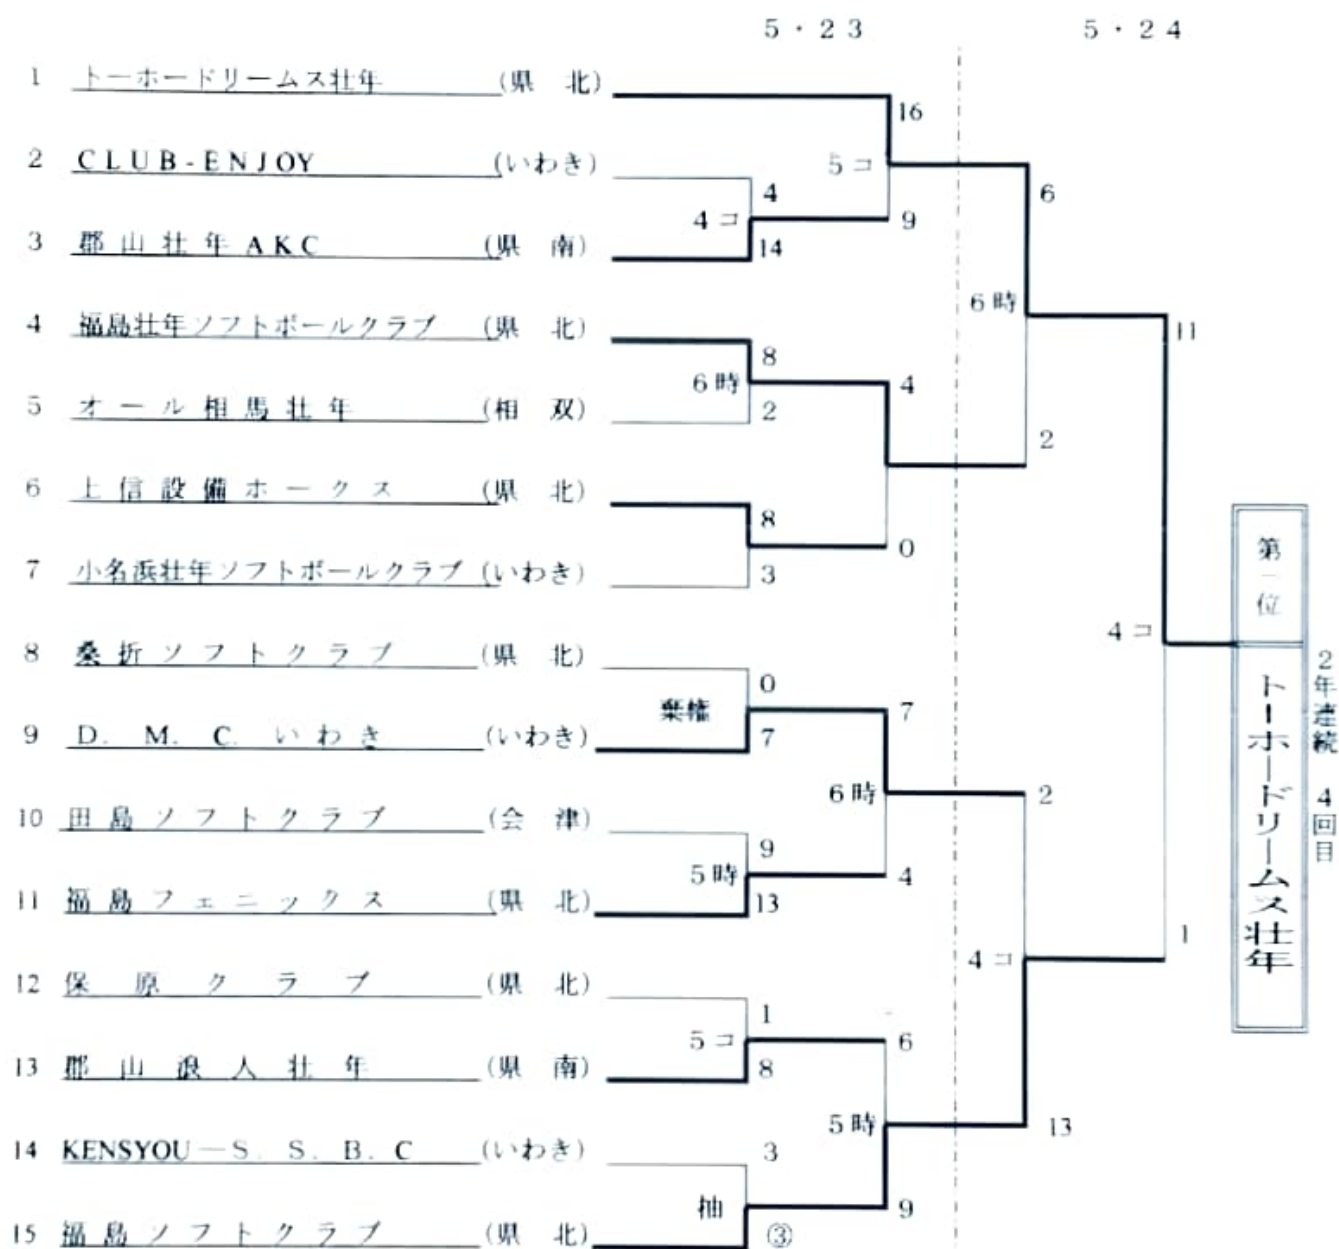 5・23 5・24
1 トーホードリームス壮年 (県 北)
16
2 CLUB-ENJOY (いわき)
5コ
4
6
4コ
9
3 郡山壮年AKC (県 南)
14
6時
4 福島壮年ソフトボールクラブ (県 北)
11
8
6時
4
5 オール相馬壮年 (相 双)
2
2
6 上信設備ホークス (県 北)
8
0
7 小名浜壮年ソフトボールクラブ (いわき)
3
第一位
4コ
トーホードリームス壮年
2年連続 4回目
8 桑折ソフトクラブ (県 北)
0
棄権
7
9 D. M. C. いわき (いわき)
7
6時
2
10 田島ソフトクラブ (会 津)
9
5時
4
11 福島フェニックス (県 北)
13
1
4コ
12 保原クラブ (県 北)
1
5コ
6
13 郡山浪人壮年 (県 南)
8
5時
13
14 KENSYOU－S. S. B. C (いわき)
3
抽
9
15 福島ソフトクラブ (県 北)
③